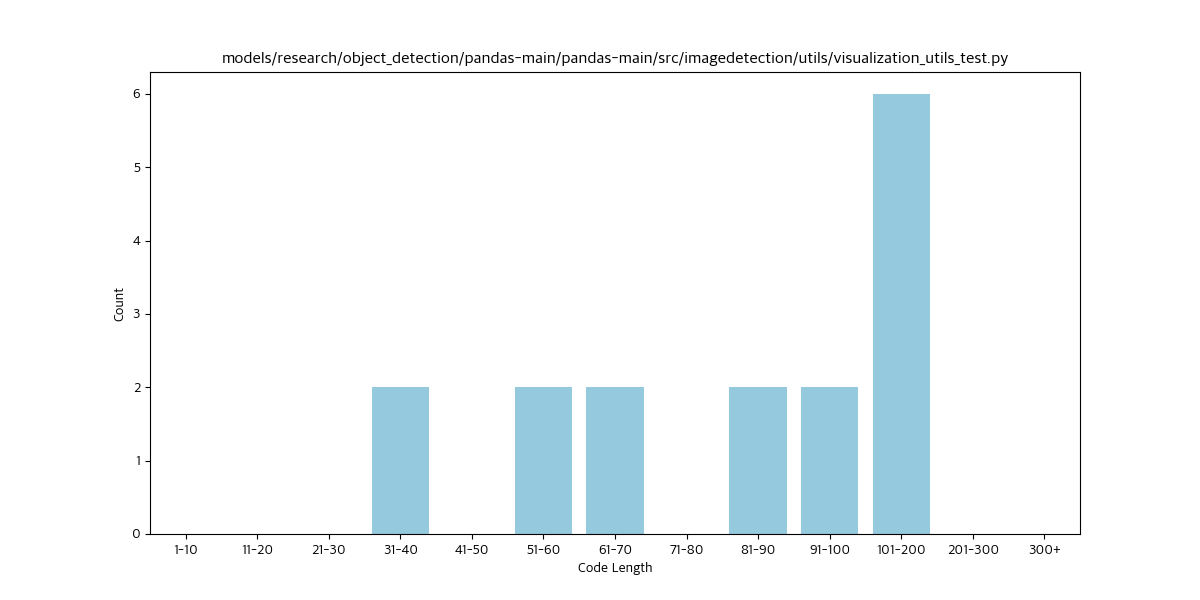 models/research/object_detection/pandas-main/pandas-main/src/imagedetection/utils/visualization_utils_test.py
6
5
4
3
2
1
0
Count
1-10 11-20 21-30 31-40 41-50 51-60 61-70 71-80 81-90 91-100 101-200 201-300 300+
Code Length